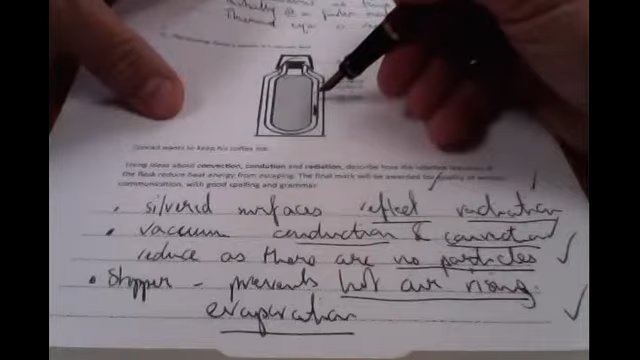 Thermal
Conrad wants to keep his coffee hot.
Using ideas about convection, conduction and radiation, describe how the labelled features of
the flask reduce heat energy from escaping. The final mark will be awarded for quality of written
communication, with good spelling and grammar.
• silvered surfaces reflect radiation
• vacuum conduction & convection
reduce as there are no particles
• Stopper - prevents hot air rising.
evaporation